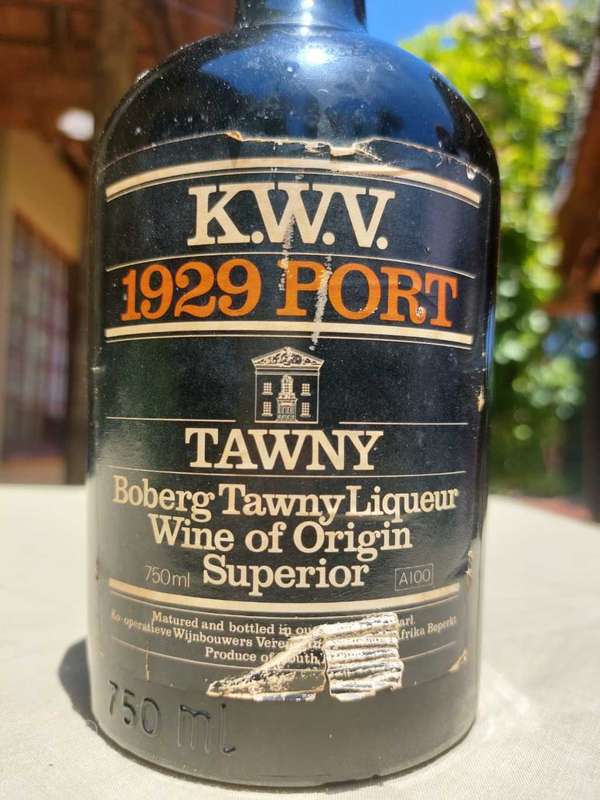 K.W.V.
1929 PORT
TAWNY
Boberg Tawny Liqueur
Wine of Origin
Superior
750ml
A100
Matured and bottled in
Ko-operatieve Wijnbouwers
Afrika Beperkt
Produce of South
750 ml